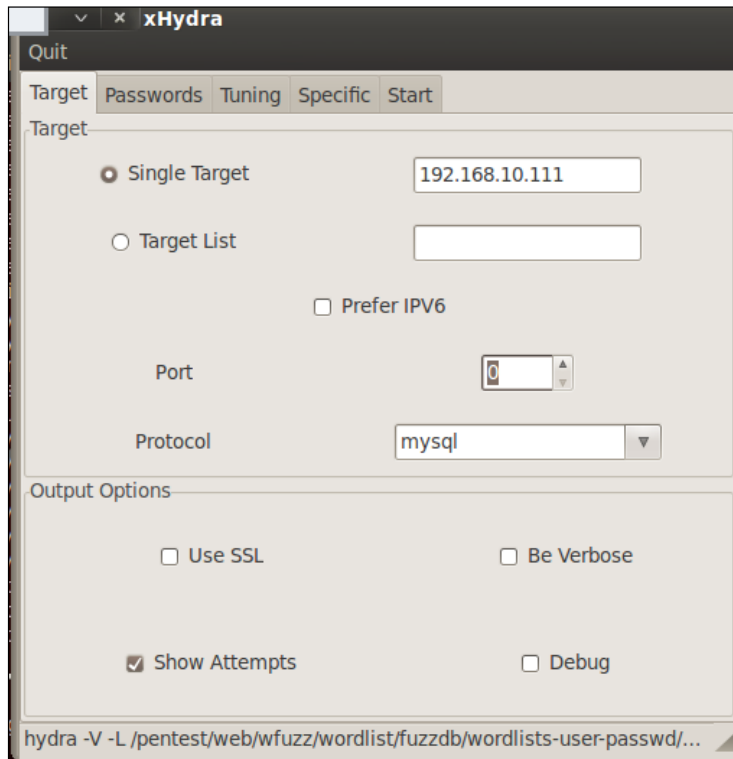 xHydra
Quit
Target Passwords Tuning Specific Start
Target
Single Target 192.168.10.111
Target List
Prefer IPV6
Port 0
Protocol mysql
Output Options
Use SSL Be Verbose
Show Attempts Debug
hydra -V -L /pentest/web/wfuzz/wordlist/fuzzdb/wordlists-user-passwd/...